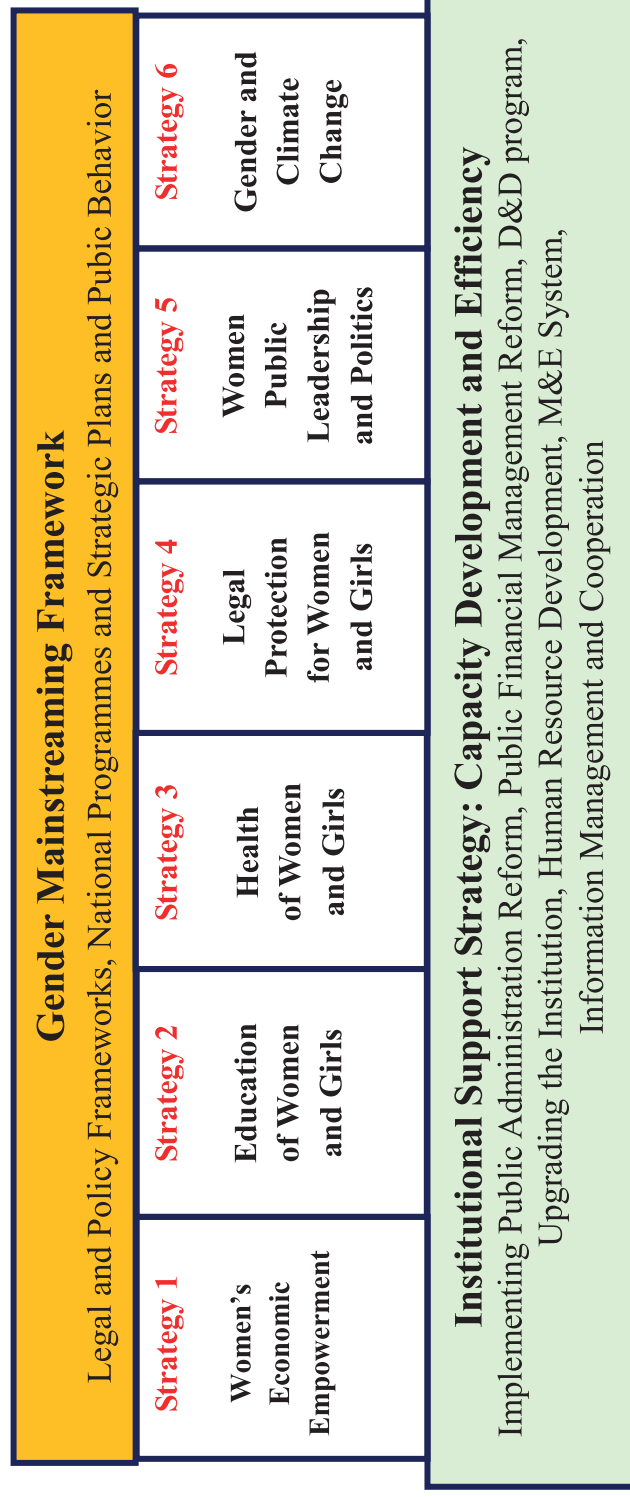 Gender Mainstreaming Framework
Legal and Policy Frameworks, National Programmes and Strategic Plans and Pubic Behavior
Strategy 1
Women's
Economic
Empowerment
Strategy 2
Education
of Women
and Girls
Strategy 3
Health
of Women
and Girls
Strategy 4
Legal
Protection
for Women
and Girls
Strategy 5
Women
Public
Leadership
and Politics
Strategy 6
Gender and
Climate
Change
Institutional Support Strategy: Capacity Development and Efficiency
Implementing Public Administration Reform, Public Financial Management Reform, D&D program,
Upgrading the Institution, Human Resource Development, M&E System,
Information Management and Cooperation